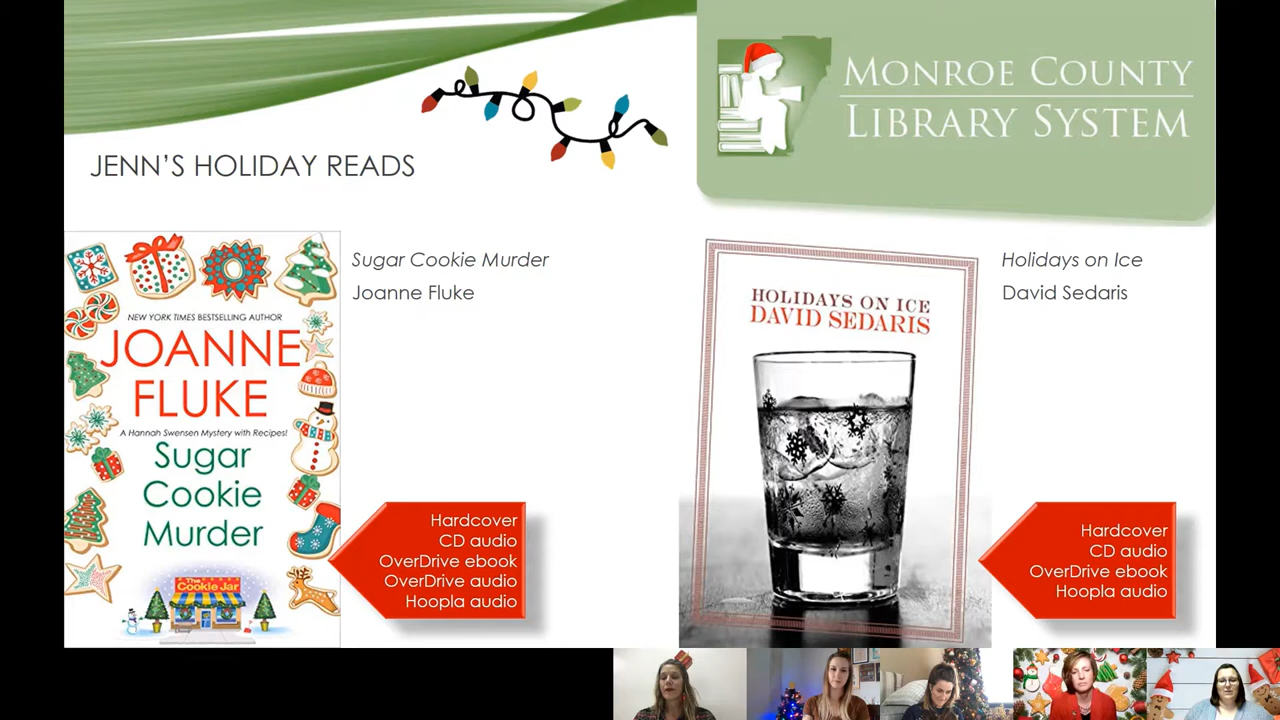 MONROE COUNTY
LIBRARY SYSTEM
JENN'S HOLIDAY READS
NEW YORK TIMES BESTSELLING AUTHOR
JOANNE
FLUKE
A Hannah Swensen Mystery with Recipes!
Sugar
Cookie
Murder
The
Cookie Jar
Sugar Cookie Murder
Joanne Fluke
Hardcover
CD audio
OverDrive ebook
OverDrive audio
Hoopla audio
HOLIDAYS ON ICE
DAVID SEDARIS
Holidays on Ice
David Sedaris
Hardcover
CD audio
OverDrive ebook
Hoopla audio